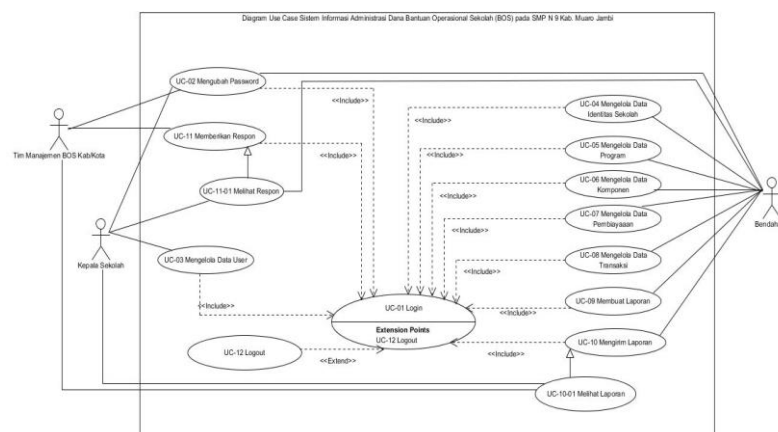 Diagram Use Case Sistem Informasi Administrasi Dana Bantuan Operasional Sekolah (BOS) pada SMP N 9 Kab. Muaro Jambi
UC-02 Mengubah Password
<<Include>>
UC-04 Mengelola Data
Identitas Sekolah
<<Include>>
Tim Manajemen BOS Kab/Kota
UC-11 Memberikan Respon
<<Include>>
UC-05 Mengelola Data
Program
<<Include>>
UC-11-01 Melihat Respon
UC-06 Mengelola Data
Komponen
<<Include>>
UC-07 Mengelola Data
Pembiayaaan
<<Include>>
Bendah
Kepala Sekolah
UC-03 Mengelola Data User
UC-08 Mengelola Data
Transaksi
<<Include>>
<<Include>>
UC-01 Login
Extension Points
UC-12 Logout
UC-09 Membuat Laporan
<<Include>>
UC-12 Logout
<<Extend>>
UC-10 Mengirim Laporan
<<Include>>
UC-10-01 Melihat Laporan